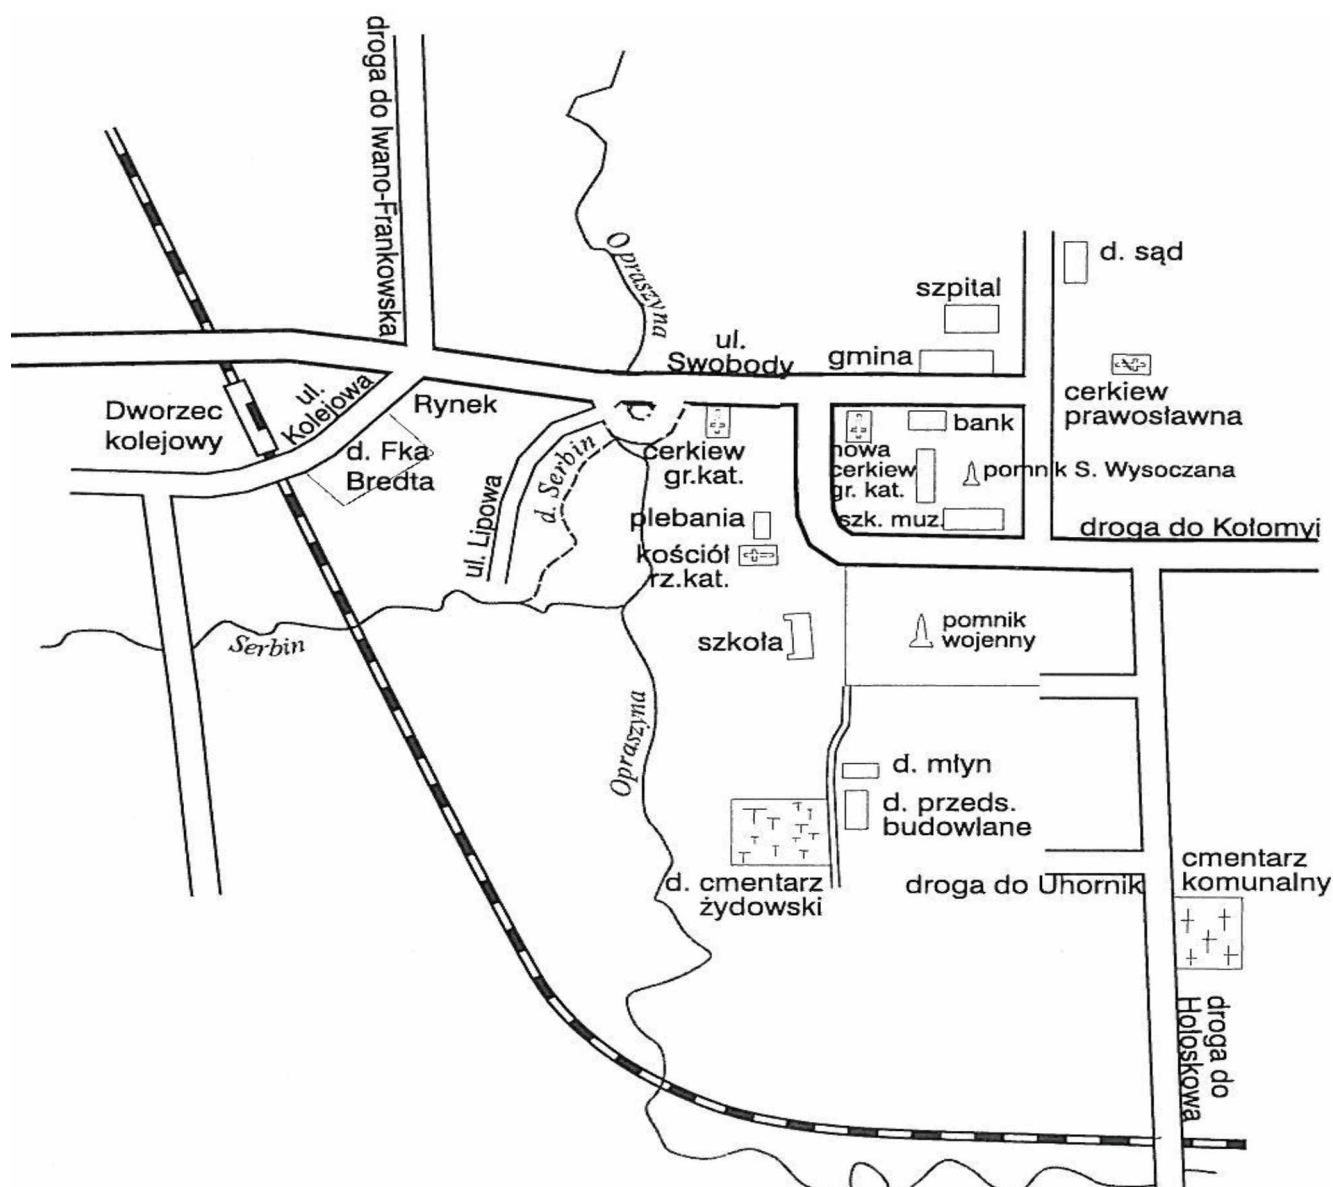 droga do Iwano-Frankowska
Opraszyna
d. sąd
szpital
ul.
Swobody
gmina
cerkiew
prawosławna
ul.
Kolejowa
Rynek
Dworzec
kolejowy
d. Fka
Bredta
bank
cerkiew
gr.kat.
nowa
cerkiew
gr. kat.
pomnik S. Wysoczana
d. Serbin
ul. Lipowa
plebania
szk. muz.
droga do Kołomyi
kościół
rz.kat.
Serbin
szkoła
pomnik
wojenny
Opraszyna
d. młyn
d. przeds.
budowlane
d. cmentarz
żydowski
droga do Uhornik
cmentarz
komunalny
droga do
Hołoskowa